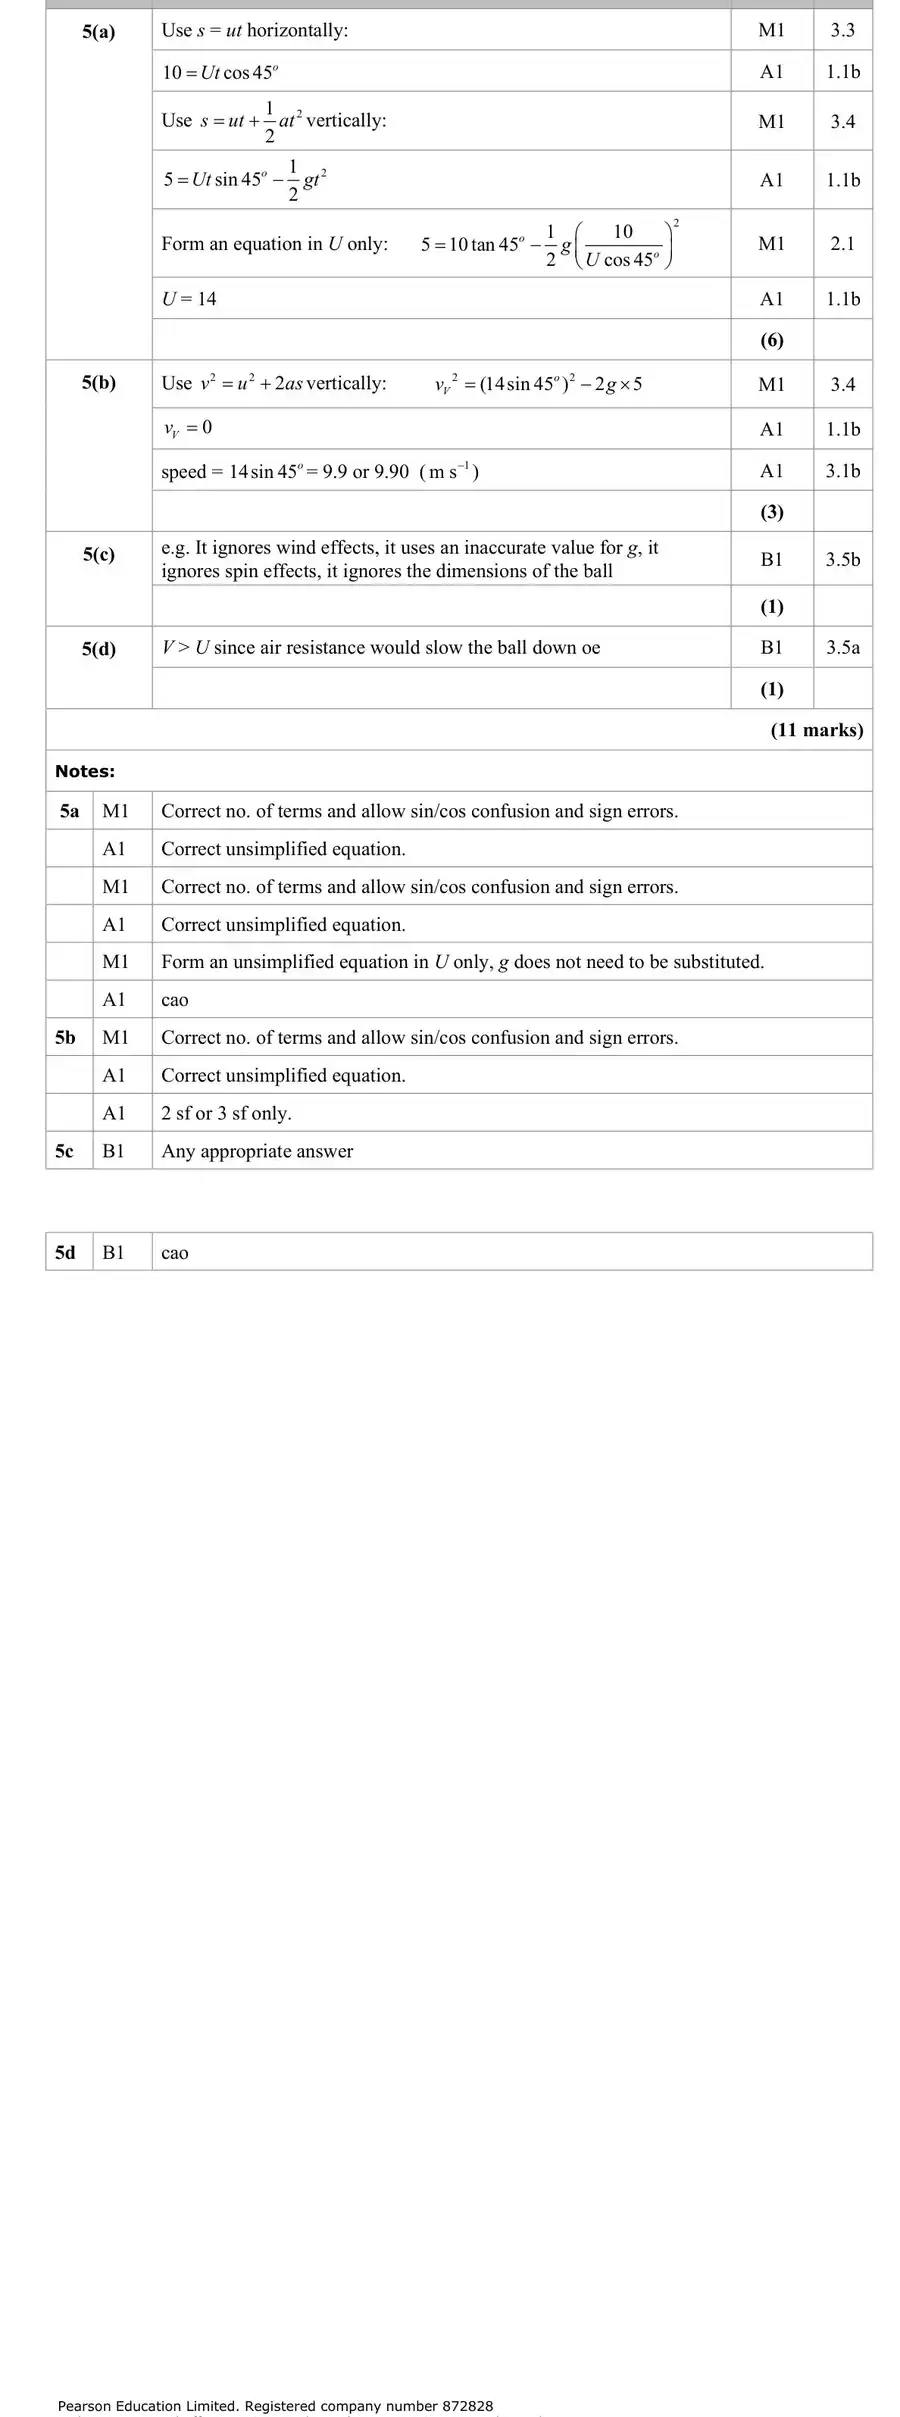 5(a) Use s = ut horizontally: M1 3.3
10 = Ut cos 45° A1 1.1b
Use s = ut + 1/2 at² vertically: M1 3.4
5 = Ut sin 45° − 1/2 gt² A1 1.1b
Form an equation in U only: 5 = 10 tan 45° − 1/2 g(10/(U cos 45°))² M1 2.1
U = 14 A1 1.1b
(6)
5(b) Use v² = u² + 2as vertically: v_V² = (14 sin 45°)² − 2g × 5 M1 3.4
v_V = 0 A1 1.1b
speed = 14 sin 45° = 9.9 or 9.90 (m s⁻¹) A1 3.1b
(3)
5(c) e.g. It ignores wind effects, it uses an inaccurate value for g, it
ignores spin effects, it ignores the dimensions of the ball B1 3.5b
(1)
5(d) V > U since air resistance would slow the ball down oe B1 3.5a
(1)
(11 marks)
Notes:
5a M1 Correct no. of terms and allow sin/cos confusion and sign errors.
A1 Correct unsimplified equation.
M1 Correct no. of terms and allow sin/cos confusion and sign errors.
A1 Correct unsimplified equation.
M1 Form an unsimplified equation in U only, g does not need to be substituted.
A1 cao
5b M1 Correct no. of terms and allow sin/cos confusion and sign errors.
A1 Correct unsimplified equation.
A1 2 sf or 3 sf only.
5c B1 Any appropriate answer
5d B1 cao
Pearson Education Limited. Registered company number 872828